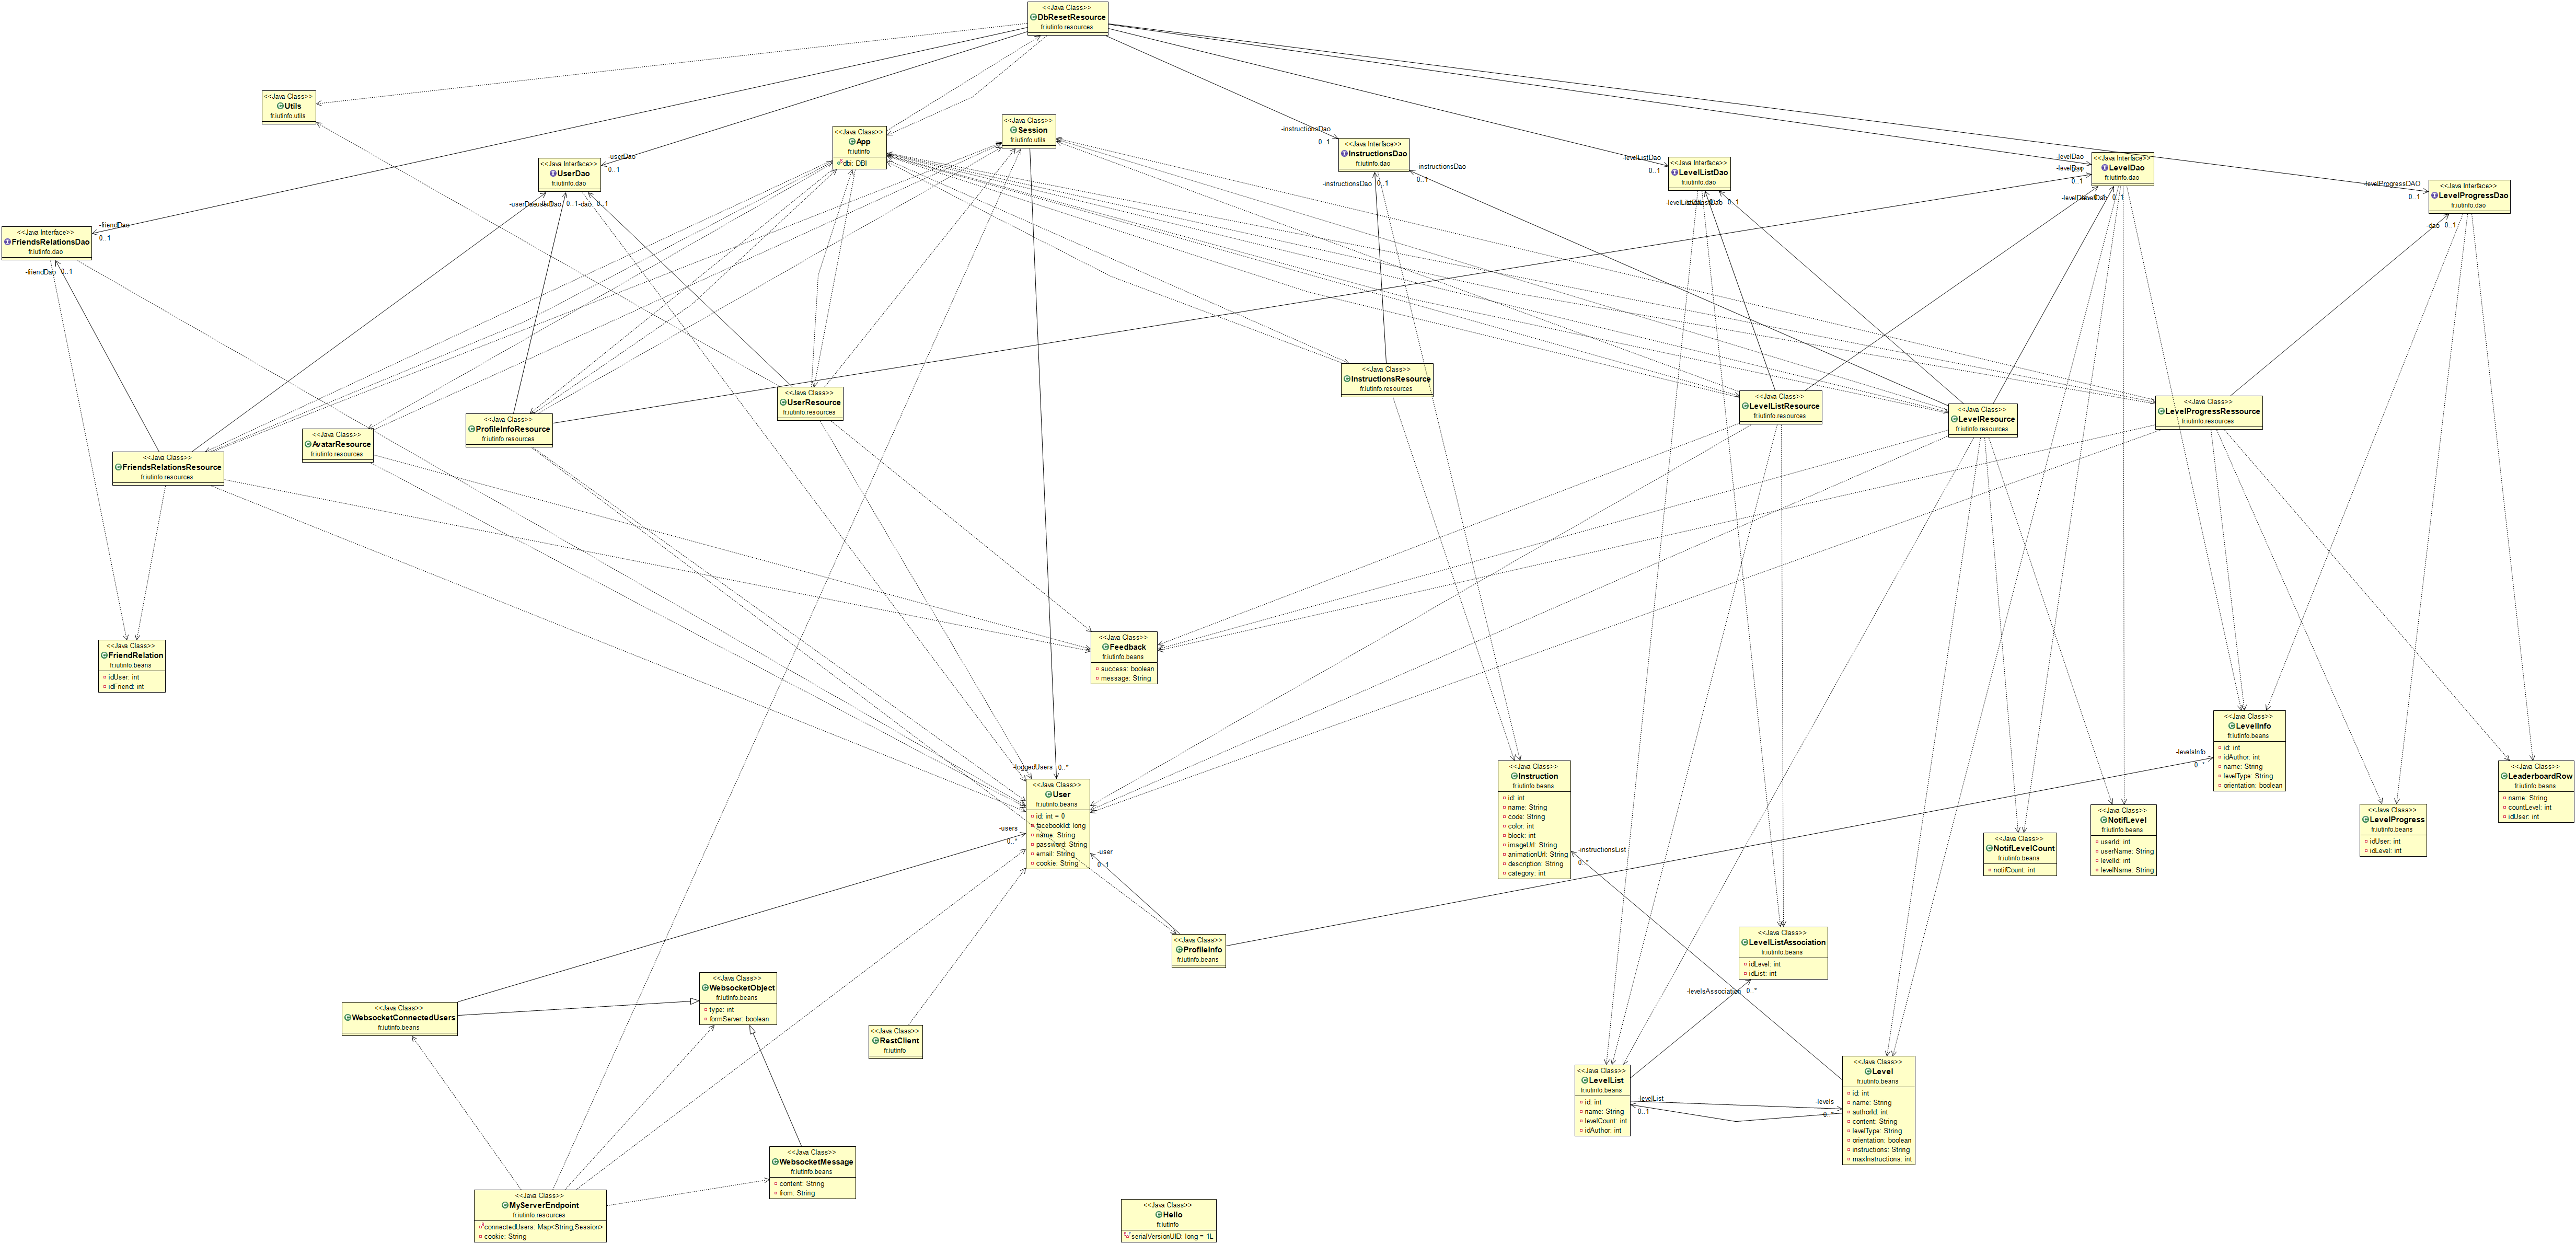 <<Java Class>>
DbResetResource
fr.iutinfo.resources
<<Java Class>>
Utils
fr.iutinfo.utils
<<Java Class>>
App
fr.iutinfo
dbi: DBI
<<Java Class>>
Session
fr.iutinfo.utils
-instructionsDao
0..1
<<Java Interface>>
InstructionsDao
fr.iutinfo.dao
-instructionsDao
0..1
-instructionsDao
0..1
-userDao
0..1
<<Java Interface>>
UserDao
fr.iutinfo.dao
0..1
-dao
0..1
-levelListDao
0..1
<<Java Interface>>
LevelListDao
fr.iutinfo.dao
0..1
-levelDao
0..1
<<Java Interface>>
LevelDao
fr.iutinfo.dao
0..1
-levelProgressDAO
0..1
<<Java Interface>>
LevelProgressDao
fr.iutinfo.dao
-dao
0..1
-friendDao
0..1
<<Java Interface>>
FriendsRelationsDao
fr.iutinfo.dao
-friendDao
0..1
<<Java Class>>
FriendsRelationsResource
fr.iutinfo.resources
<<Java Class>>
AvatarResource
fr.iutinfo.resources
<<Java Class>>
ProfileInfoResource
fr.iutinfo.resources
<<Java Class>>
UserResource
fr.iutinfo.resources
<<Java Class>>
InstructionsResource
fr.iutinfo.resources
<<Java Class>>
LevelListResource
fr.iutinfo.resources
<<Java Class>>
LevelResource
fr.iutinfo.resources
<<Java Class>>
LevelProgressRessource
fr.iutinfo.resources
<<Java Class>>
FriendRelation
fr.iutinfo.beans
idUser: int
idFriend: int
<<Java Class>>
Feedback
fr.iutinfo.beans
success: boolean
message: String
-loggedUsers
0..*
<<Java Class>>
User
fr.iutinfo.beans
id: int = 0
facebookId: long
name: String
password: String
email: String
cookie: String
-users
0..*
-user
0..1
<<Java Class>>
Instruction
fr.iutinfo.beans
id: int
name: String
code: String
color: int
block: int
imageUrl: String
animationUrl: String
description: String
category: int
-instructionsList
0..*
<<Java Class>>
LevelInfo
fr.iutinfo.beans
id: int
idAuthor: int
name: String
levelType: String
orientation: boolean
-levelsInfo
0..*
<<Java Class>>
LeaderboardRow
fr.iutinfo.beans
name: String
countLevel: int
idUser: int
<<Java Class>>
LevelProgress
fr.iutinfo.beans
idUser: int
idLevel: int
<<Java Class>>
NotifLevel
fr.iutinfo.beans
userId: int
userName: String
levelId: int
levelName: String
<<Java Class>>
NotifLevelCount
fr.iutinfo.beans
notifCount: int
<<Java Class>>
ProfileInfo
fr.iutinfo.beans
<<Java Class>>
LevelListAssociation
fr.iutinfo.beans
idLevel: int
idList: int
-levelsAssociation
0..*
<<Java Class>>
WebsocketObject
fr.iutinfo.beans
type: int
formServer: boolean
<<Java Class>>
WebsocketConnectedUsers
fr.iutinfo.beans
<<Java Class>>
RestClient
fr.iutinfo
<<Java Class>>
LevelList
fr.iutinfo.beans
id: int
name: String
levelCount: int
idAuthor: int
-levelList
0..1
-levels
0..*
<<Java Class>>
Level
fr.iutinfo.beans
id: int
name: String
authorId: int
content: String
levelType: String
orientation: boolean
instructions: String
maxInstructions: int
<<Java Class>>
WebsocketMessage
fr.iutinfo.beans
content: String
from: String
<<Java Class>>
MyServerEndpoint
fr.iutinfo.resources
connectedUsers: Map<String,Session>
cookie: String
<<Java Class>>
Hello
fr.iutinfo
serialVersionUID: long = 1L